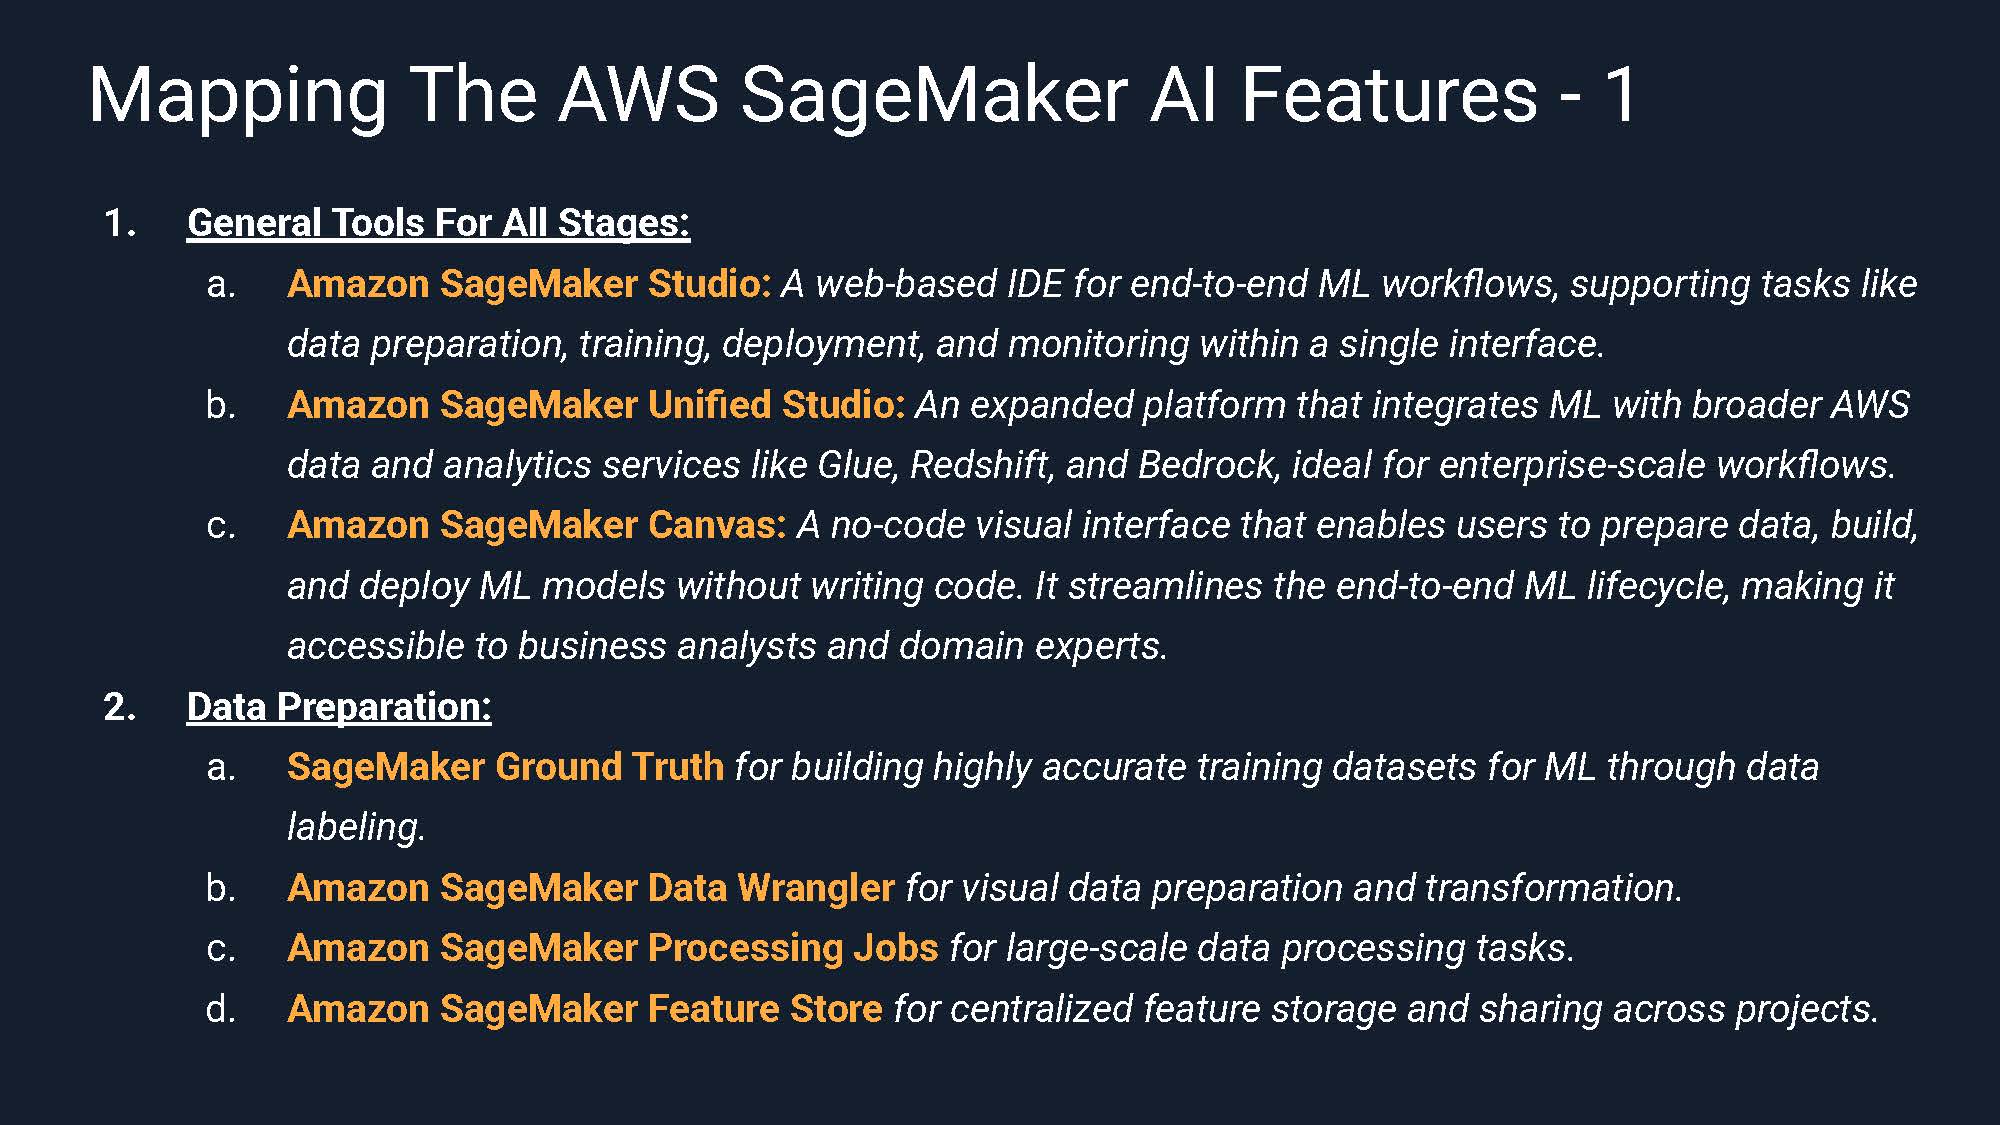 Mapping The AWS SageMaker AI Features - 1
1. General Tools For All Stages:
a. Amazon SageMaker Studio: A web-based IDE for end-to-end ML workflows, supporting tasks like
data preparation, training, deployment, and monitoring within a single interface.
b. Amazon SageMaker Unified Studio: An expanded platform that integrates ML with broader AWS
data and analytics services like Glue, Redshift, and Bedrock, ideal for enterprise-scale workflows.
c. Amazon SageMaker Canvas: A no-code visual interface that enables users to prepare data, build,
and deploy ML models without writing code. It streamlines the end-to-end ML lifecycle, making it
accessible to business analysts and domain experts.
2. Data Preparation:
a. SageMaker Ground Truth for building highly accurate training datasets for ML through data
labeling.
b. Amazon SageMaker Data Wrangler for visual data preparation and transformation.
c. Amazon SageMaker Processing Jobs for large-scale data processing tasks.
d. Amazon SageMaker Feature Store for centralized feature storage and sharing across projects.